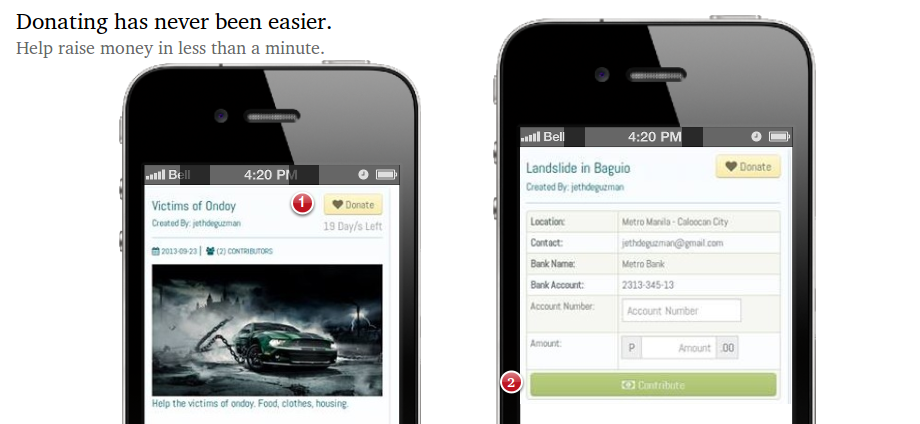 Donating has never been easier.
Help raise money in less than a minute.
Bell 4:20 PM
Victims of Ondoy
1
Donate
Created By: jethdeguzman
19 Day/s Left
2013-09-23 | (2) CONTRIBUTORS
Help the victims of ondoy. Food, clothes, housing.
Bell 4:20 PM
Landslide in Baguio
Donate
Created By: jethdeguzman
Location: Metro Manila - Caloocan City
Contact: jethdeguzman@gmail.com
Bank Name: Metro Bank
Bank Account: 2313-345-13
Account Number: Account Number
Amount: P Amount .00
2 Contribute